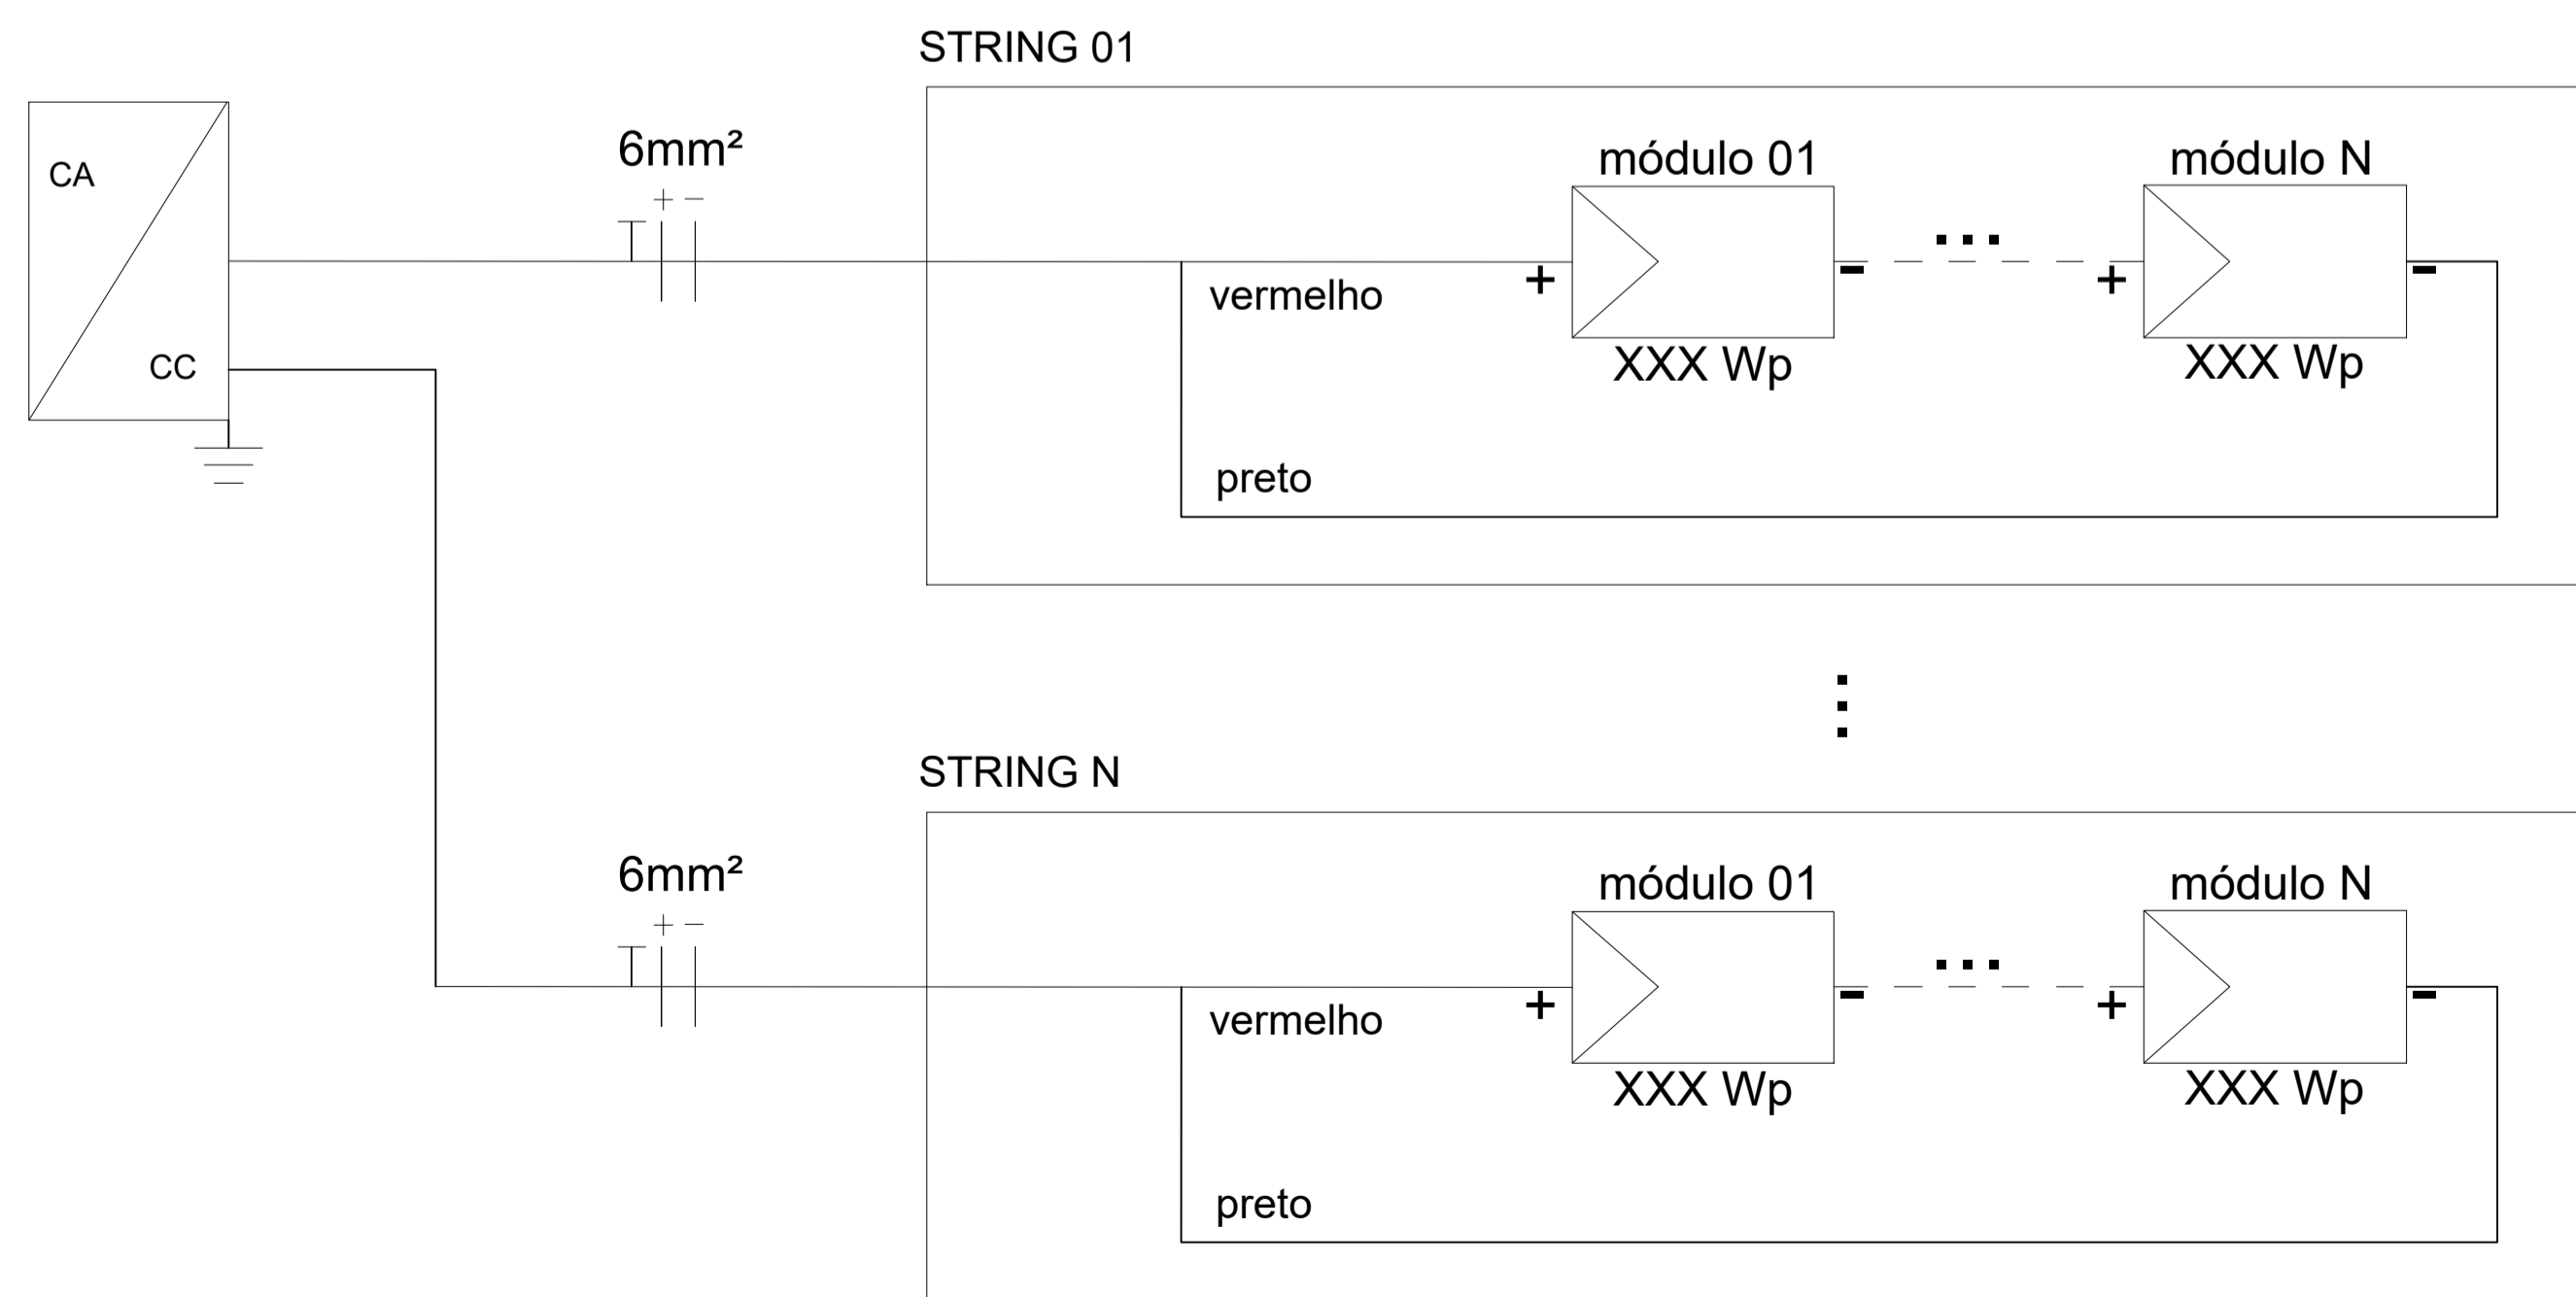 STRING 01
CA
6mm²
+ −
módulo 01
módulo N
...
vermelho
+
-
+
-
XXX Wp
XXX Wp
CC
preto
STRING N
6mm²
+ −
módulo 01
módulo N
...
vermelho
+
-
+
-
XXX Wp
XXX Wp
preto